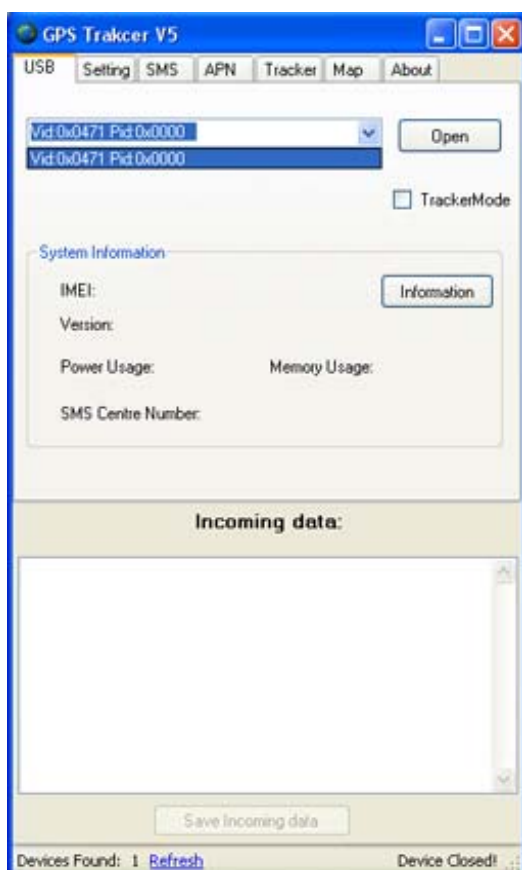 GPS Trakcer V5
USB Setting SMS APN Tracker Map About
Vid:0x0471 Pid:0x0000 Open
Vid:0x0471 Pid:0x0000
TrackerMode
System Information
IMEI: Information
Version:
Power Usage: Memory Usage:
SMS Centre Number:
Incoming data:
Save Incoming data
Devices Found: 1 Refresh Device Closed!